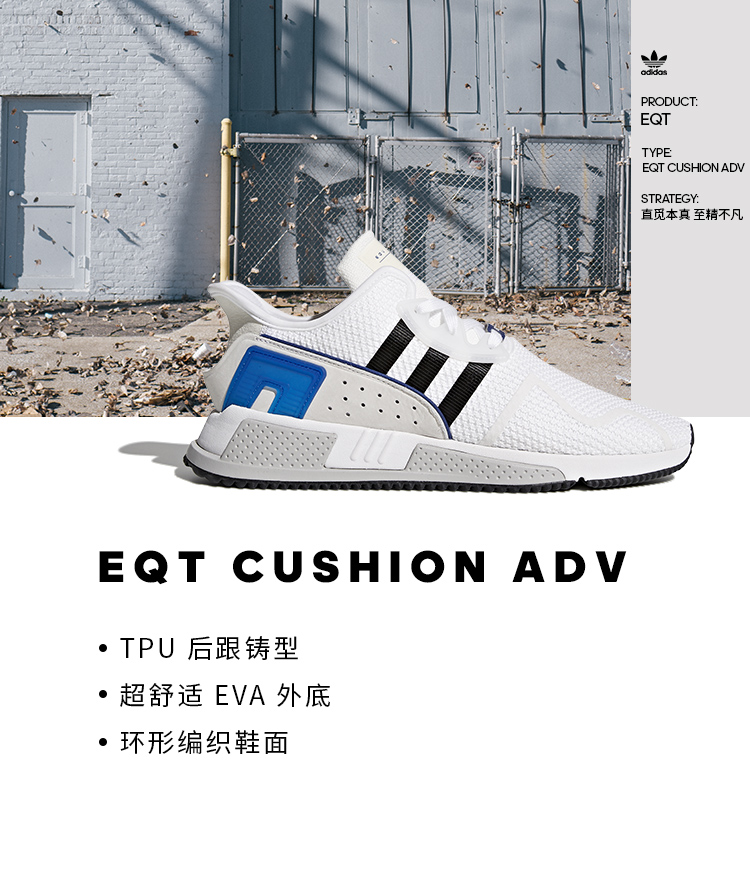 adidas
PRODUCT:
EQT
TYPE:
EQT CUSHION ADV
STRATEGY:
直觅本真 至精不凡
EQT CUSHION ADV
• TPU 后跟铸型
• 超舒适 EVA 外底
• 环形编织鞋面